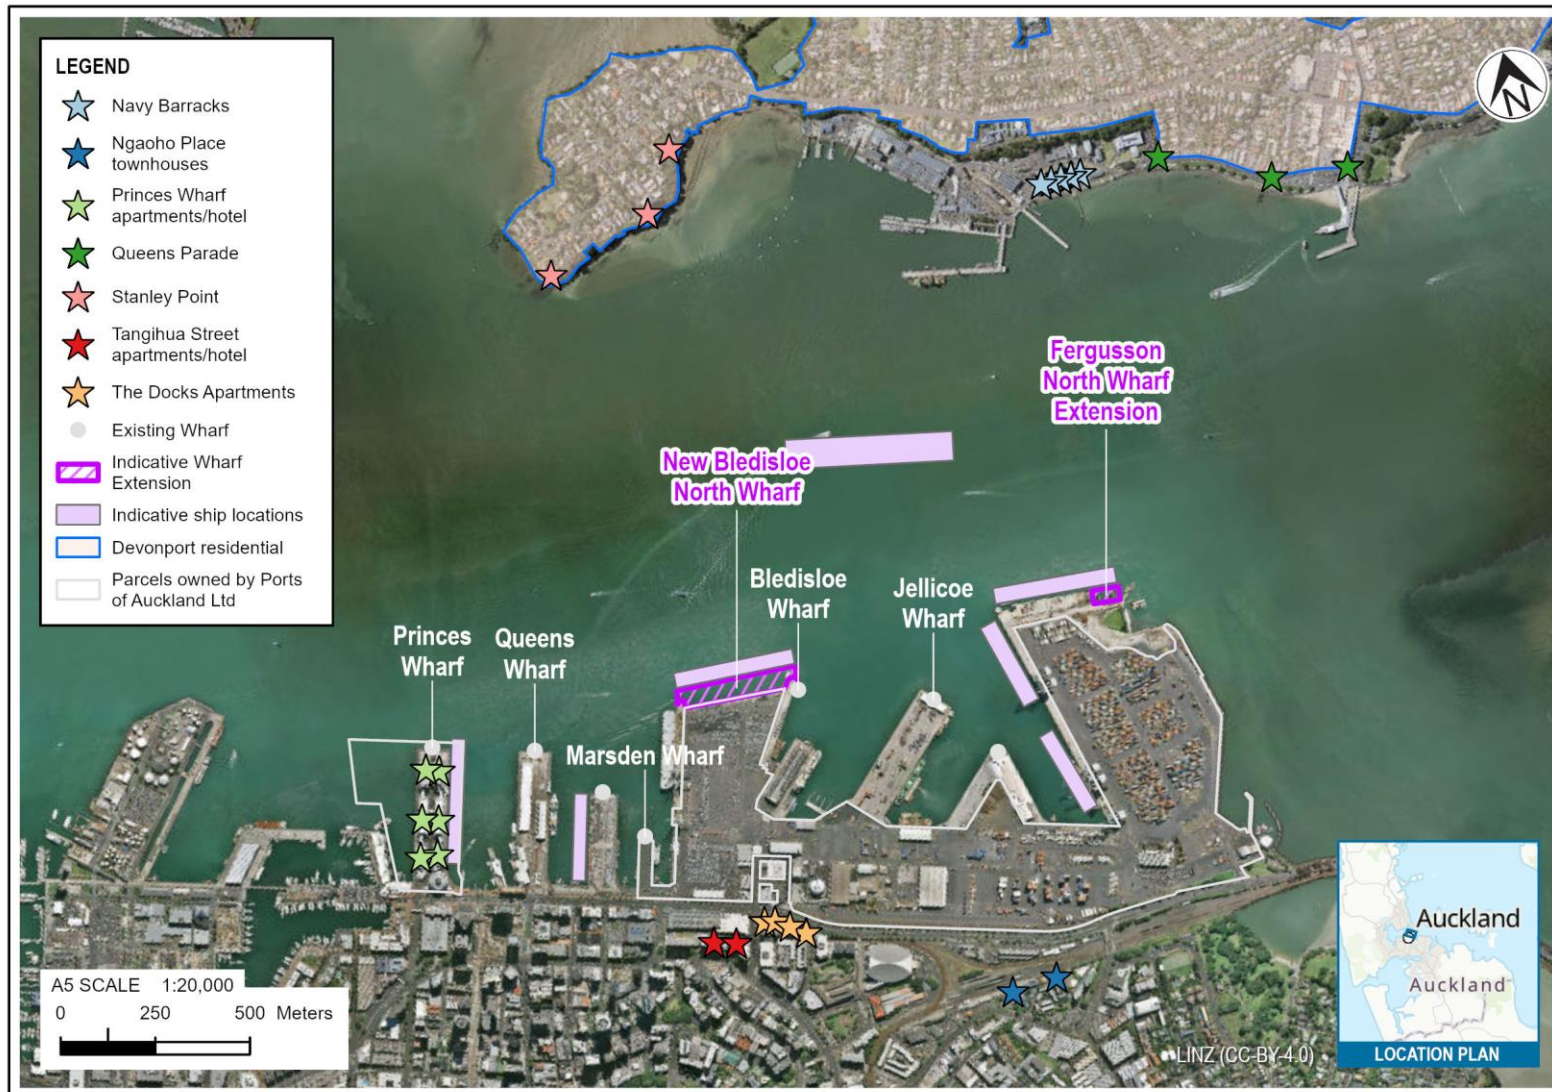 LEGEND
Navy Barracks
Ngaoho Place
townhouses
Princes Wharf
apartments/hotel
Queens Parade
Stanley Point
Tangihua Street
apartments/hotel
The Docks Apartments
Existing Wharf
Indicative Wharf
Extension
Indicative ship locations
Devonport residential
Parcels owned by Ports
of Auckland Ltd
N
Fergusson
North Wharf
Extension
New Bledisloe
North Wharf
Bledisloe
Wharf
Jellicoe
Wharf
Princes
Wharf
Queens
Wharf
Marsden Wharf
A5 SCALE 1:20,000
0 250 500 Meters
LINZ (CC-BY-4.0)
Auckland
Auckland
LOCATION PLAN